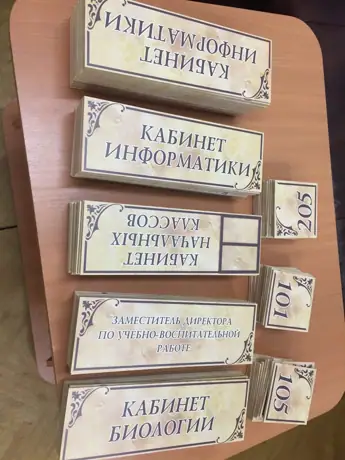 КАБИНЕТ
ИНФОРМАТИКИ
КАБИНЕТ
ИНФОРМАТИКИ
КАБИНЕТ
НАЧАЛЬНЫХ
КЛАССОВ
205
101
ЗАМЕСТИТЕЛЬ ДИРЕКТОРА
ПО УЧЕБНО-ВОСПИТАТЕЛЬНОЙ
РАБОТЕ
КАБИНЕТ
БИОЛОГИИ
105